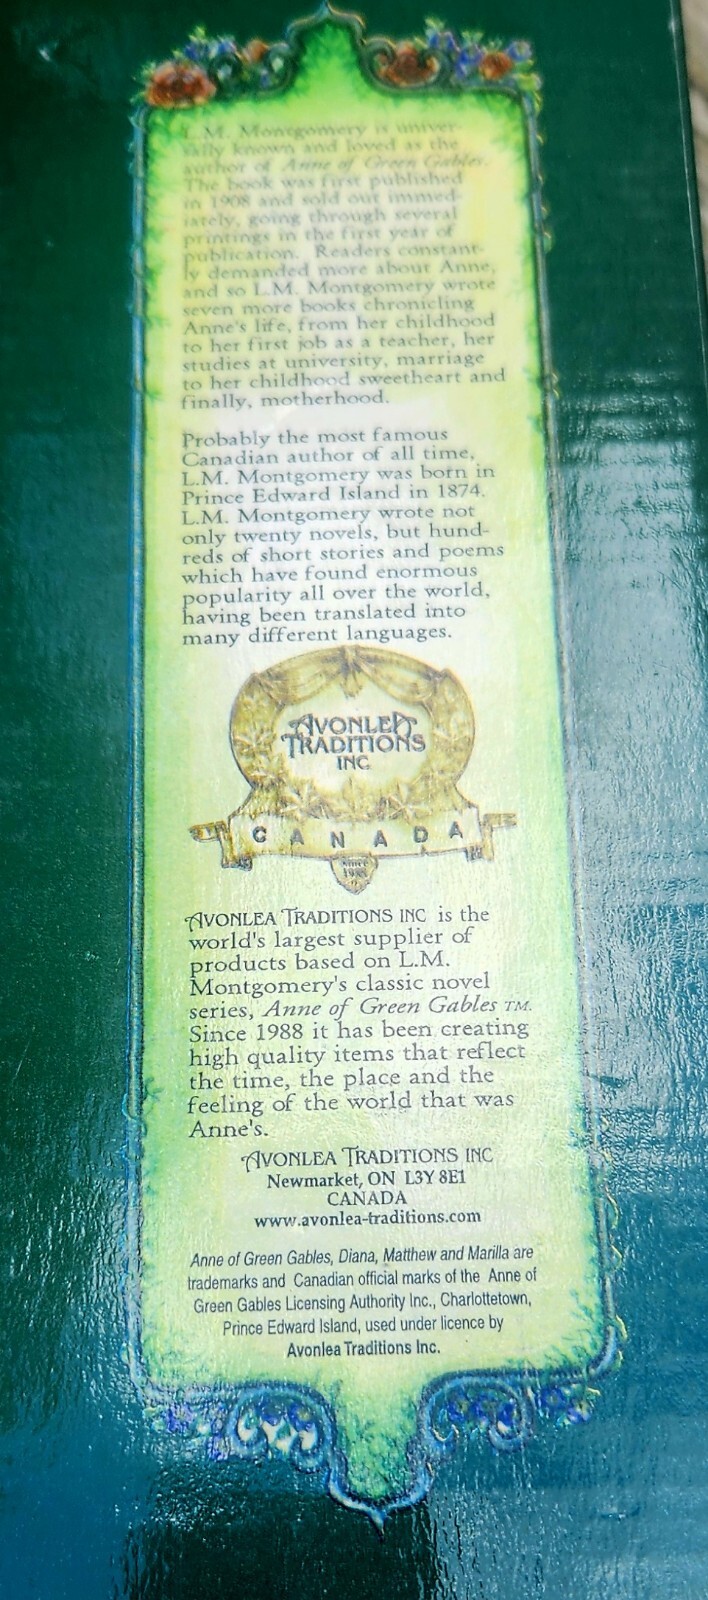 L.M. Montgomery is univer-
sally known and loved as the
author of Anne of Green Gables.
The book was first published
in 1908 and sold out immed-
iately, going through several
printings in the first year of
publication. Readers constant-
ly demanded more about Anne,
and so L.M. Montgomery wrote
seven more books chronicling
Anne's life, from her childhood
to her first job as a teacher, her
studies at university, marriage
to her childhood sweetheart and
finally, motherhood.
Probably the most famous
Canadian author of all time,
L.M. Montgomery was born in
Prince Edward Island in 1874.
L.M. Montgomery wrote not
only twenty novels, but hund-
reds of short stories and poems
which have found enormous
popularity all over the world,
having been translated into
many different languages.
AVONLEA
TRADITIONS
INC
CANADA
since
1988
AVONLEA TRADITIONS INC is the
world's largest supplier of
products based on L.M.
Montgomery's classic novel
series, Anne of Green Gables TM.
Since 1988 it has been creating
high quality items that reflect
the time, the place and the
feeling of the world that was
Anne's.
AVONLEA TRADITIONS INC
Newmarket, ON L3Y 8E1
CANADA
www.avonlea-traditions.com
Anne of Green Gables, Diana, Matthew and Marilla are
trademarks and Canadian official marks of the Anne of
Green Gables Licensing Authority Inc., Charlottetown,
Prince Edward Island, used under licence by
Avonlea Traditions Inc.